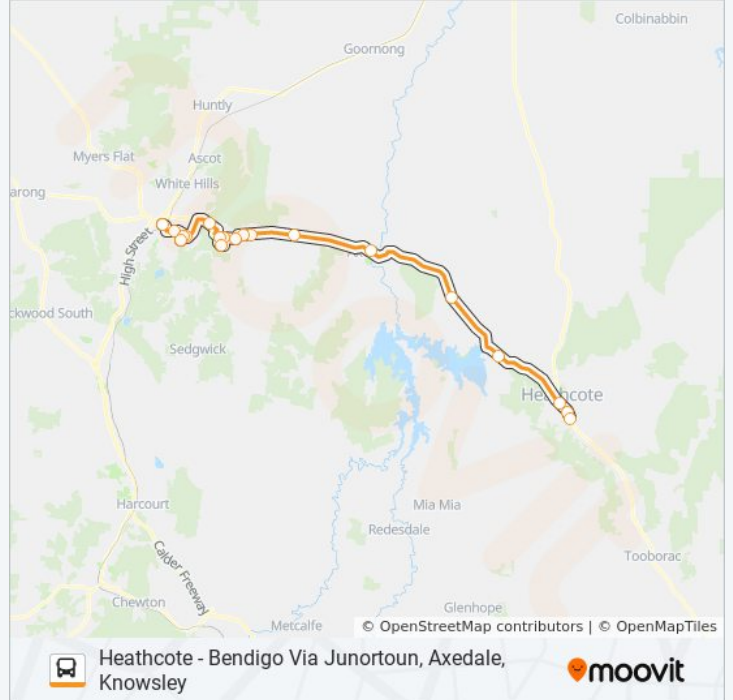 Colbinabbin
Goornong
Huntly
Myers Flat
Ascot
White Hills
arong
High Street
ckwood South
Sedgwick
Heathcote
Harcourt
Mia Mia
Redesdale
Calder Freeway
Tooborac
Chewton
Glenhope
Metcalfe
© OpenStreetMap contributors | © OpenMapTiles
Heathcote - Bendigo Via Junortoun, Axedale,
Knowsley
moovit